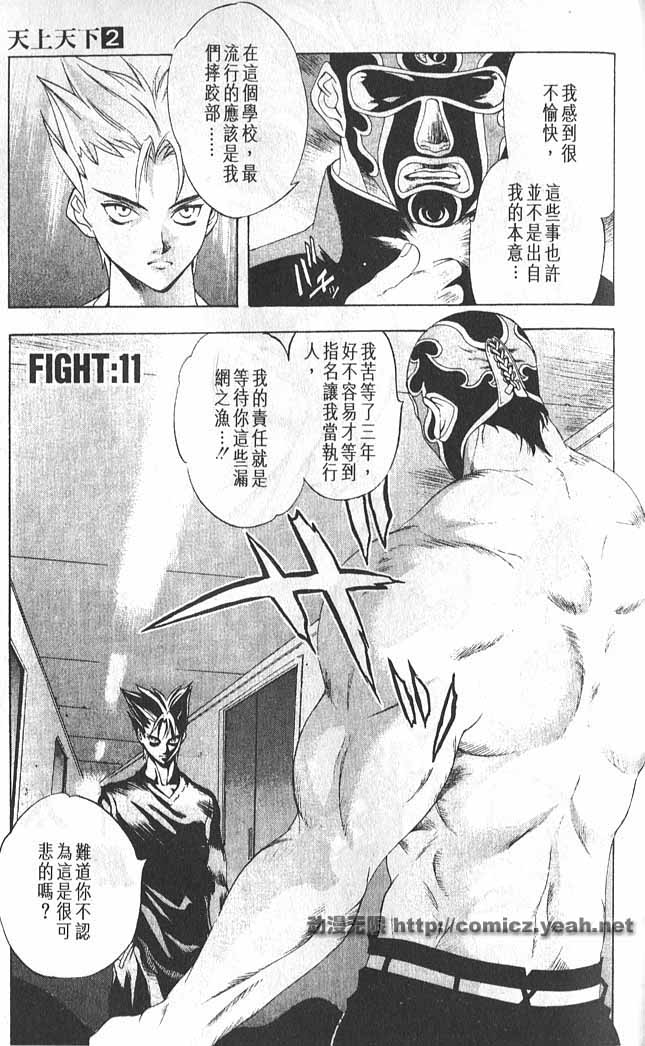 天上天下2
我感到很
不愉快，
這些事也許
並不是出自
我的本意…
在這個學校，最
流行的應該是我
們摔跤部……
FIGHT:11
我苦等了三年，
好不容易才等到
指名讓我當執行
人，
我的責任就是
等待你這些漏
網之漁…!!
難道你不認
為這是很可
悲的嗎？
动漫无限 http://comicz.yeah.net